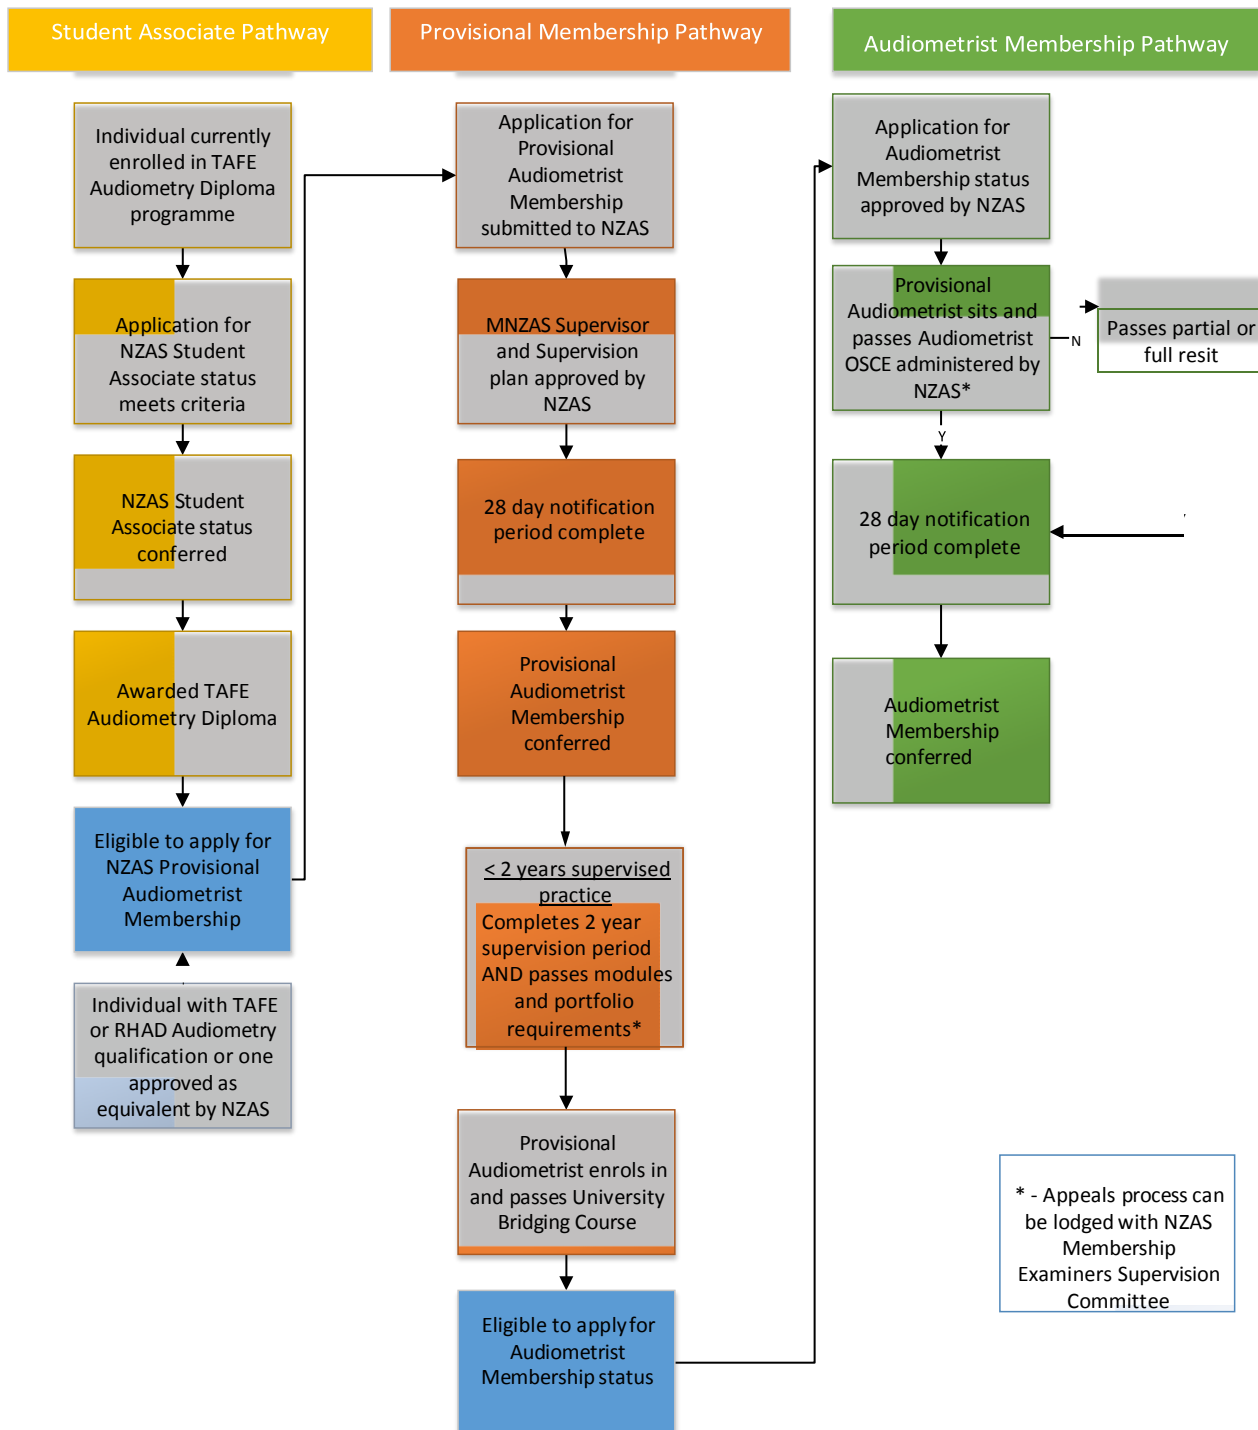 Student Associate Pathway
Provisional Membership Pathway
Audiometrist Membership Pathway
Individual currently
enrolled in TAFE
Audiometry Diploma
programme
Application for
NZAS Student
Associate status
meets criteria
NZAS Student
Associate status
conferred
Awarded TAFE
Audiometry Diploma
Eligible to apply for
NZAS Provisional
Audiometrist
Membership
Individual with TAFE
or RHAD Audiometry
qualification or one
approved as
equivalent by NZAS
Application for
Provisional
Audiometrist
Membership
submitted to NZAS
MNZAS Supervisor
and Supervision
plan approved by
NZAS
28 day notification
period complete
Provisional
Audiometrist
Membership
conferred
< 2 years supervised
practice
Completes 2 year
supervision period
AND passes modules
and portfolio
requirements*
Provisional
Audiometrist enrols in
and passes University
Bridging Course
Eligible to apply for
Audiometrist
Membership status
Application for
Audiometrist
Membership status
approved by NZAS
Provisional
Audiometrist sits and
passes Audiometrist
OSCE administered by
NZAS*
N
Passes partial or
full resit
Y
28 day notification
period complete
Audiometrist
Membership
conferred
* - Appeals process can
be lodged with NZAS
Membership
Examiners Supervision
Committee